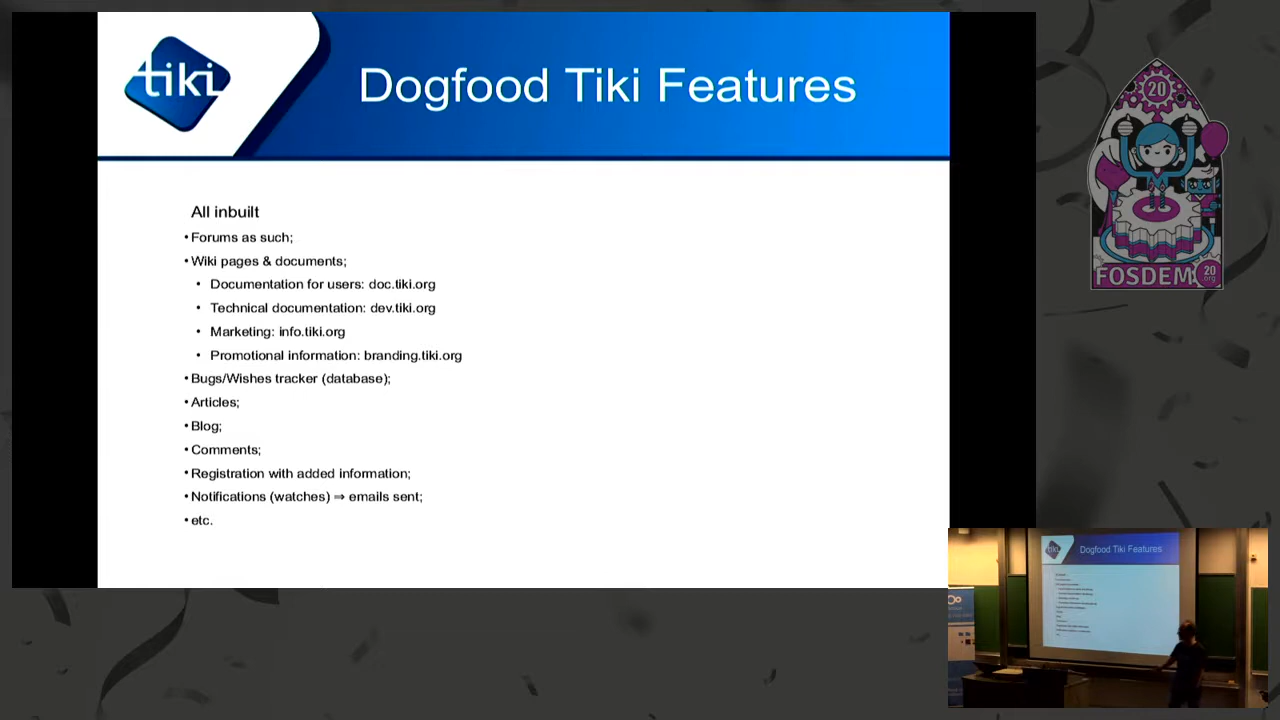 tiki
Dogfood Tiki Features
All inbuilt
•Forums as such;
•Wiki pages & documents;
• Documentation for users: doc.tiki.org
• Technical documentation: dev.tiki.org
• Marketing: info.tiki.org
• Promotional information: branding.tiki.org
•Bugs/Wishes tracker (database);
•Articles;
•Blog;
•Comments;
•Registration with added information;
•Notifications (watches) ⇒ emails sent;
•etc.
20
FOSDEM
20
.org
tiki
Dogfood Tiki Features